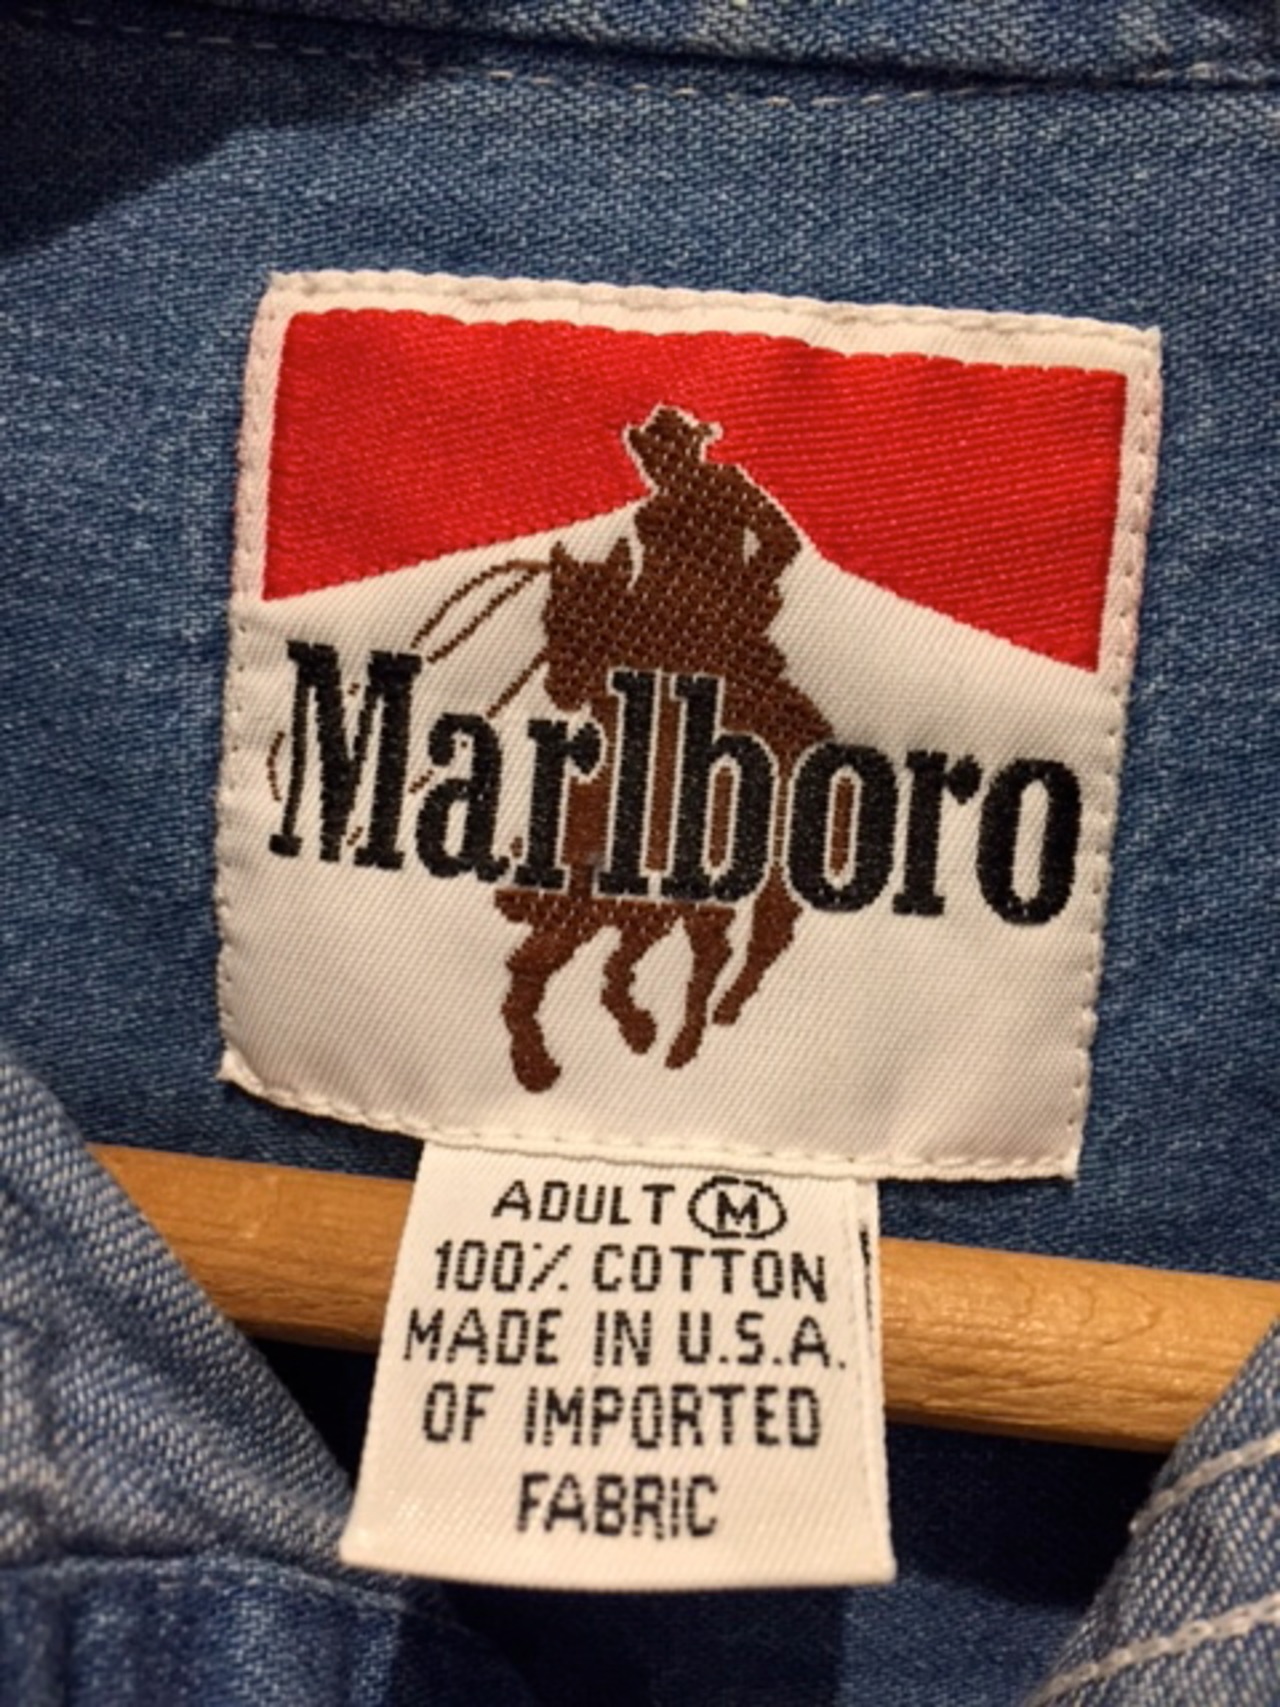 Marlboro
ADULT M
100% COTTON
MADE IN U.S.A.
OF IMPORTED
FABRIC